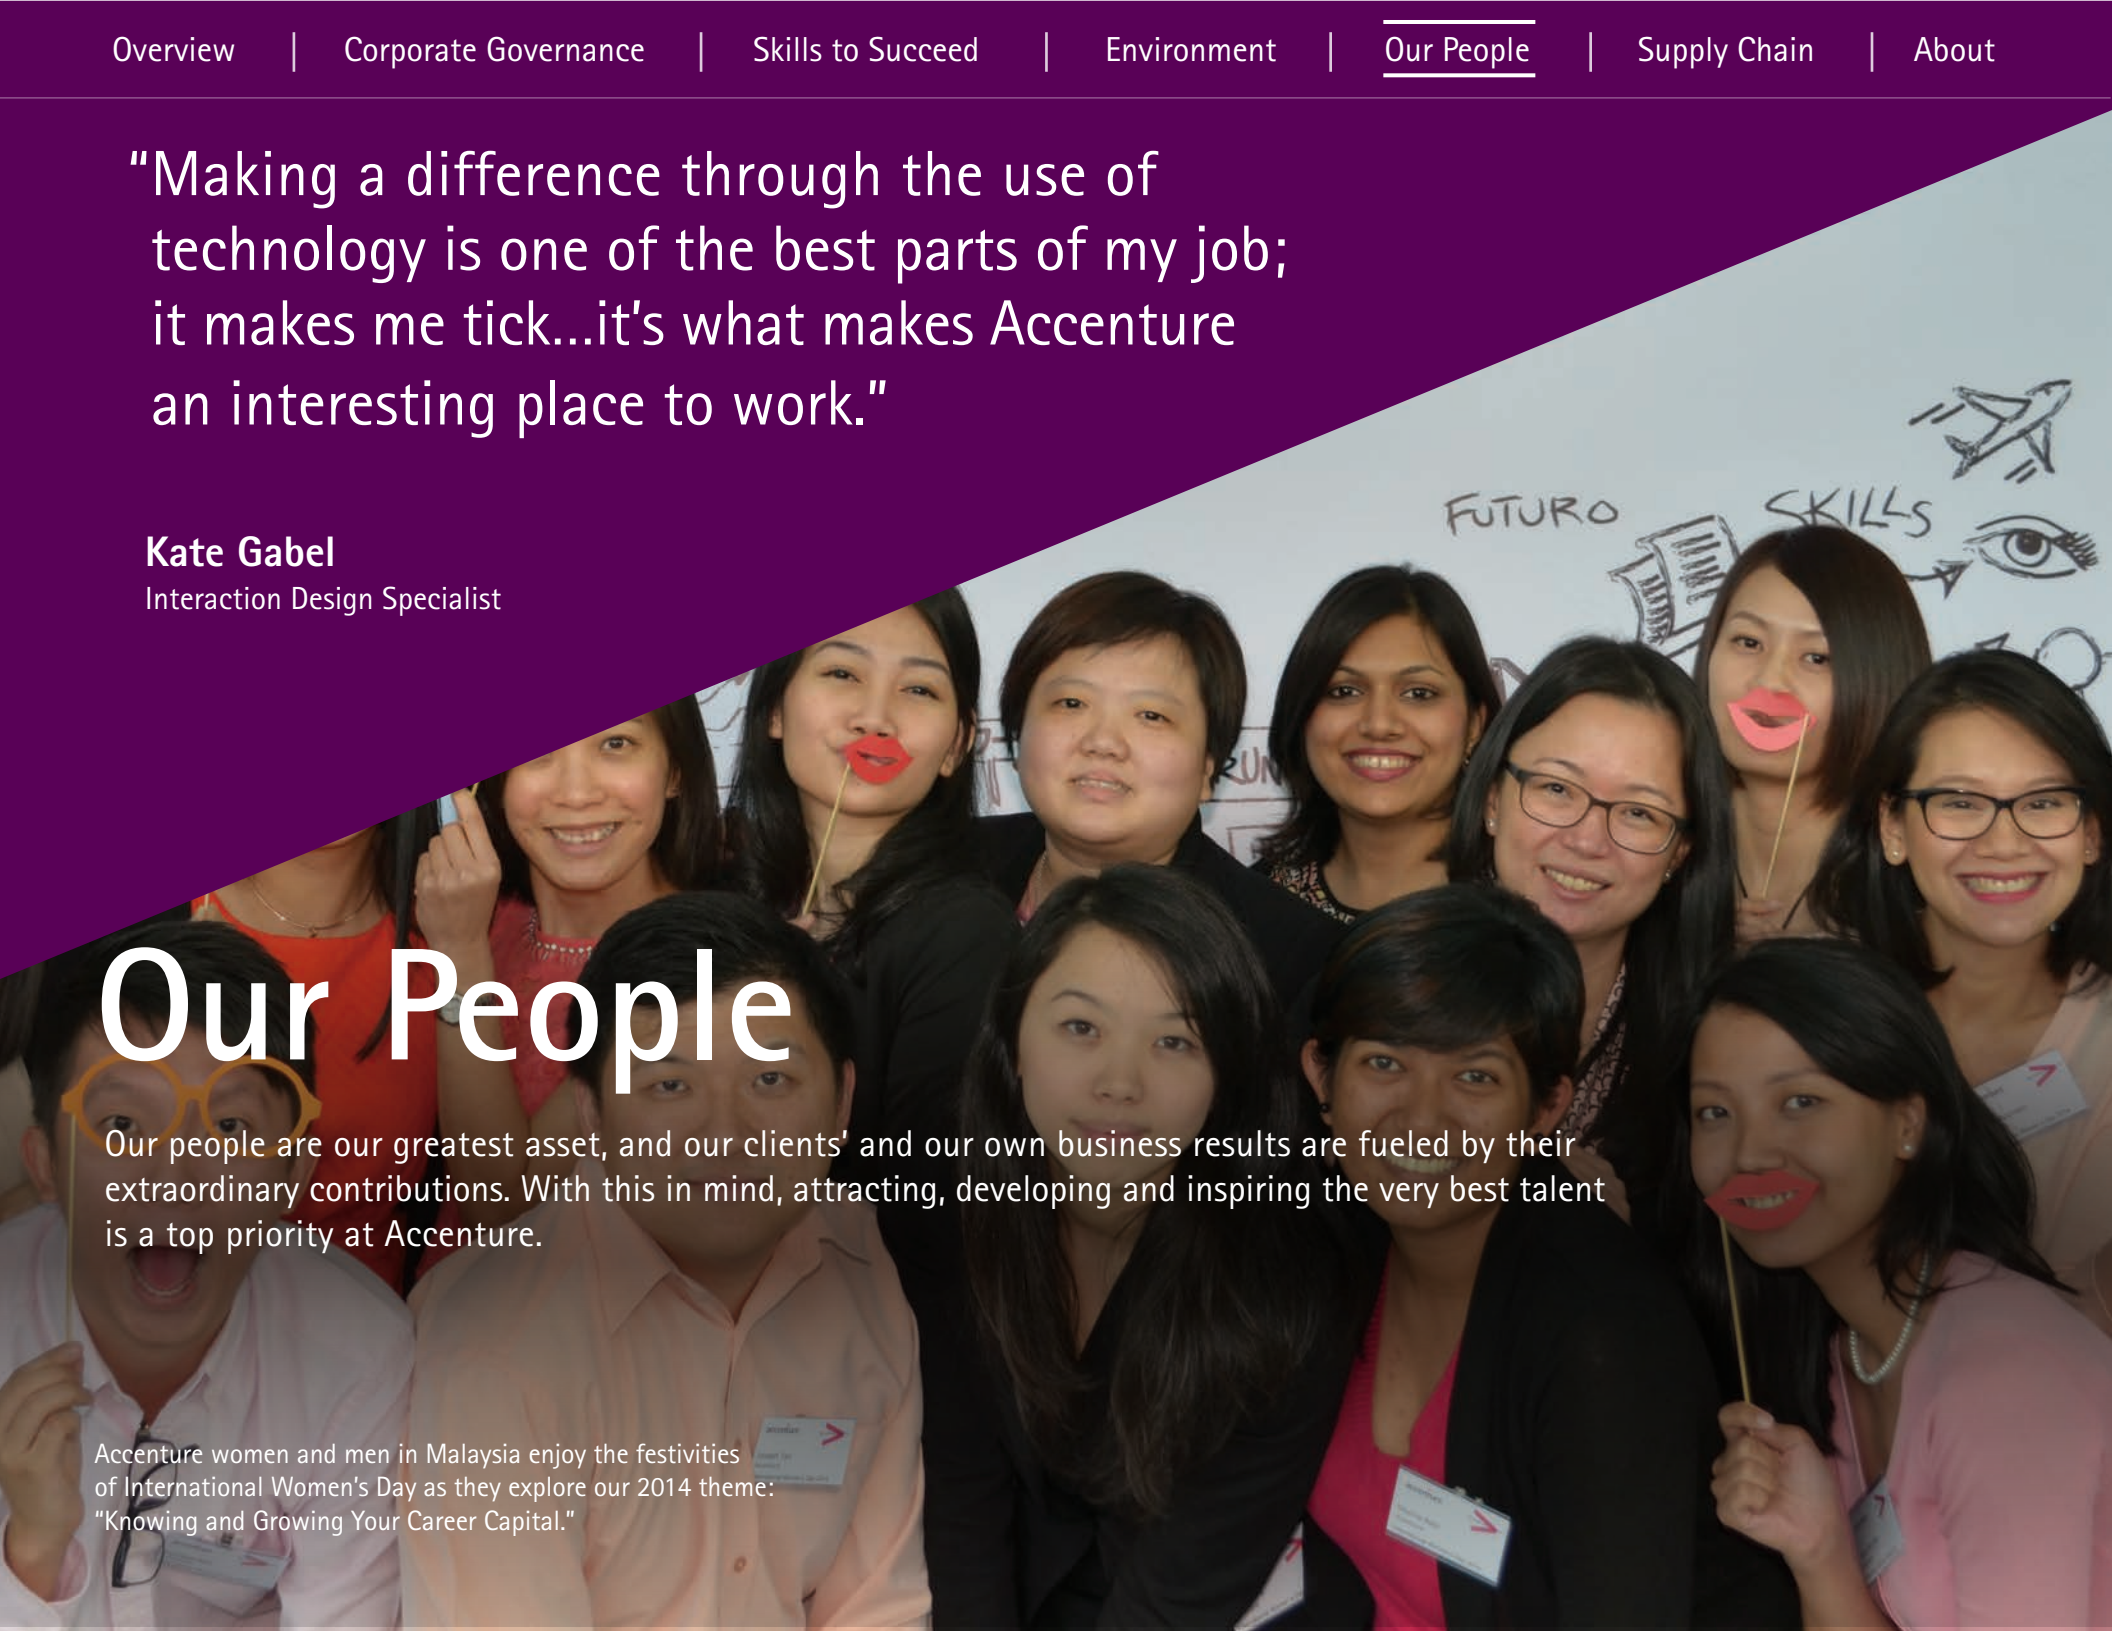 Overview | Corporate Governance | Skills to Succeed | Environment | Our People | Supply Chain | About
"Making a difference through the use of
technology is one of the best parts of my job;
it makes me tick...it's what makes Accenture
an interesting place to work."
Kate Gabel
Interaction Design Specialist
FUTURO
SKILLS
RUN
Our People
Our people are our greatest asset, and our clients' and our own business results are fueled by their
extraordinary contributions. With this in mind, attracting, developing and inspiring the very best talent
is a top priority at Accenture.
accenture
Accenture women and men in Malaysia enjoy the festivities
of International Women's Day as they explore our 2014 theme:
"Knowing and Growing Your Career Capital."
accenture